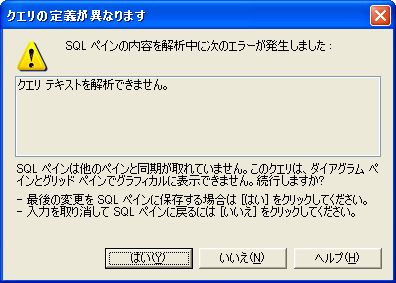 クエリの定義が異なります
SQL ペインの内容を解析中に次のエラーが発生しました :
クエリ テキストを解析できません。
SQL ペインは他のペインと同期が取れていません。このクエリは、ダイアグラム ペ
インとグリッド ペインでグラフィカルに表示できません。続行しますか?
- 最後の変更を SQL ペインに保存する場合は [はい] をクリックしてください。
- 入力を取り消して SQL ペインに戻るには [いいえ] をクリックしてください。
はい(Y) いいえ(N) ヘルプ(H)